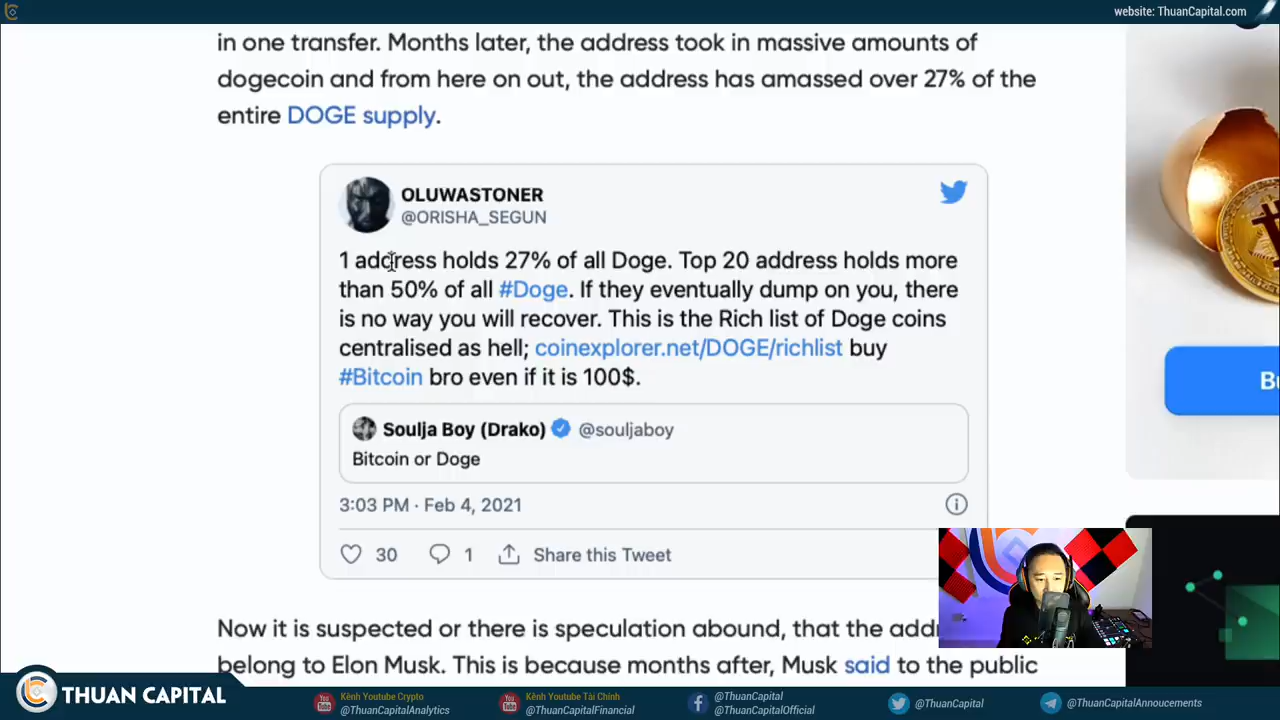 website: ThuanCapital.com
in one transfer. Months later, the address took in massive amounts of
dogecoin and from here on out, the address has amassed over 27% of the
entire DOGE supply.
OLUWASTONER
@ORISHA_SEGUN
1 address holds 27% of all Doge. Top 20 address holds more
than 50% of all #Doge. If they eventually dump on you, there
is no way you will recover. This is the Rich list of Doge coins
centralised as hell; coinexplorer.net/DOGE/richlist buy
#Bitcoin bro even if it is 100$.
Soulja Boy (Drako) @souljaboy
Bitcoin or Doge
3:03 PM · Feb 4, 2021
30 1 Share this Tweet
Now it is suspected or there is speculation abound, that the
belong to Elon Musk. This is because months after, Musk said to the public
THUAN CAPITAL
Kênh Youtube Crypto
@ThuanCapitalAnalytics
Kênh Youtube Tài Chính
@ThuanCapitalFinancial
@ThuanCapital
@ThuanCapitalOfficial
@ThuanCapital
@ThuanCapitalAnnoucements